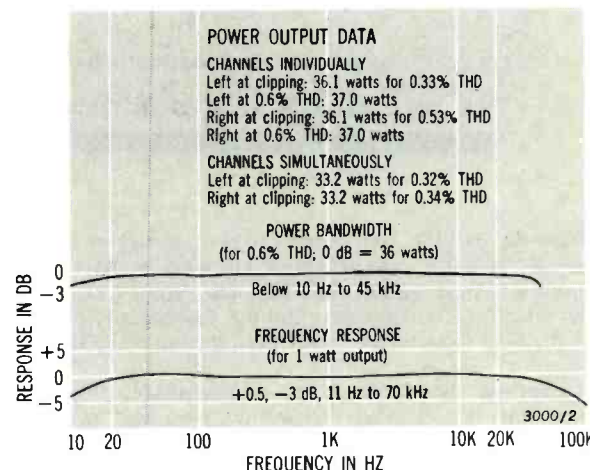 POWER OUTPUT DATA
CHANNELS INDIVIDUALLY
Left at clipping: 36.1 watts for 0.33% THD
Left at 0.6% THD: 37.0 watts
Right at clipping: 36.1 watts for 0.53% THD
Right at 0.6% THD: 37.0 watts
CHANNELS SIMULTANEOUSLY
Left at clipping: 33.2 watts for 0.32% THD
Right at clipping: 33.2 watts for 0.34% THD
POWER BANDWIDTH
(for 0.6% THD; 0 dB = 36 watts)
0
−3
Below 10 Hz to 45 kHz
RESPONSE IN DB
FREQUENCY RESPONSE
(for 1 watt output)
+5
0
−5
+0.5, −3 dB, 11 Hz to 70 kHz
3000/2
10 20 100 1K 10K 20K 100K
FREQUENCY IN HZ